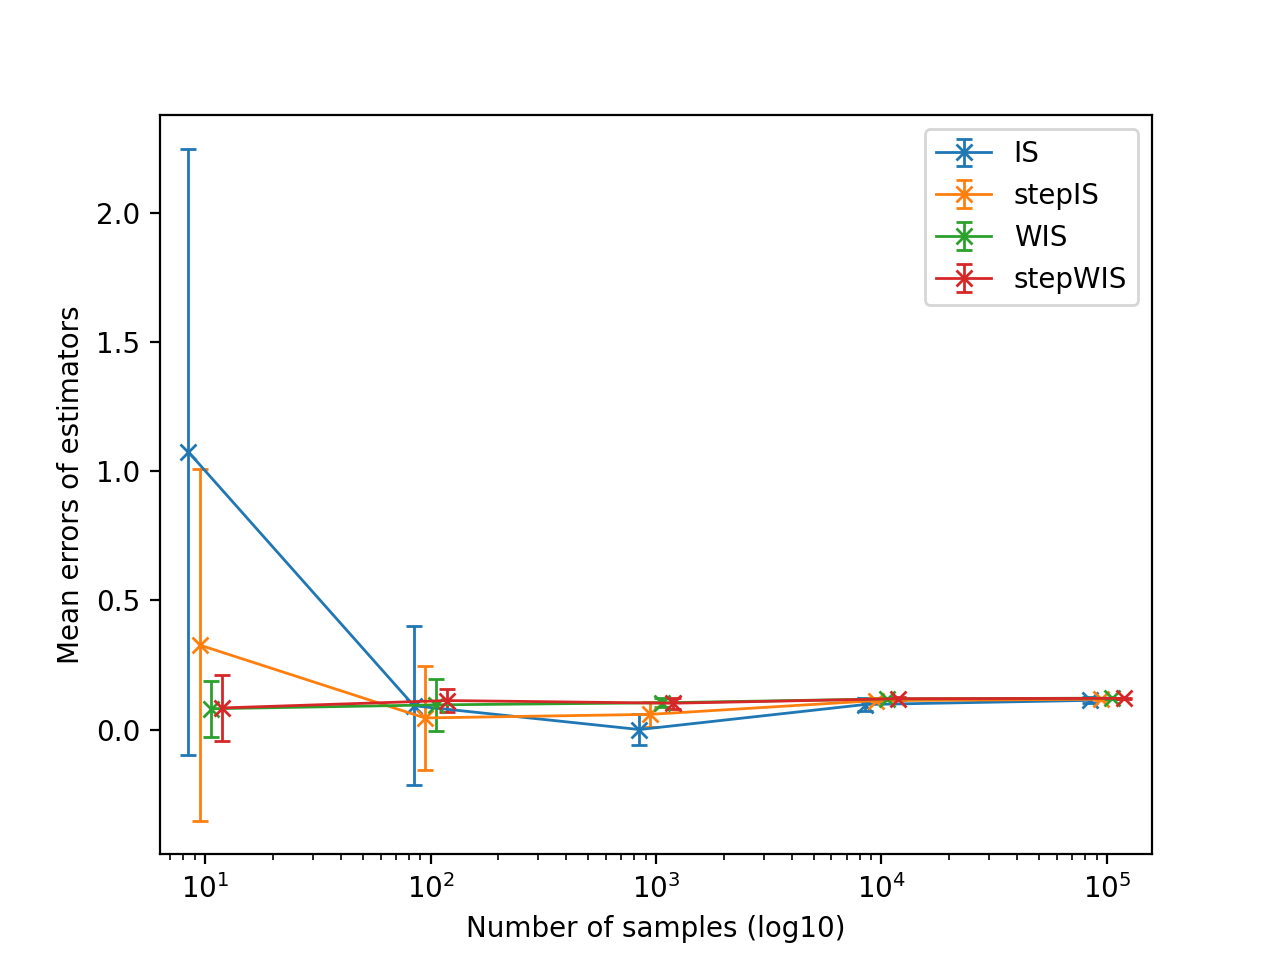 IS
stepIS
WIS
stepWIS
2.0
1.5
1.0
0.5
0.0
Mean errors of estimators
10¹ 10² 10³ 10⁴ 10⁵
Number of samples (log10)